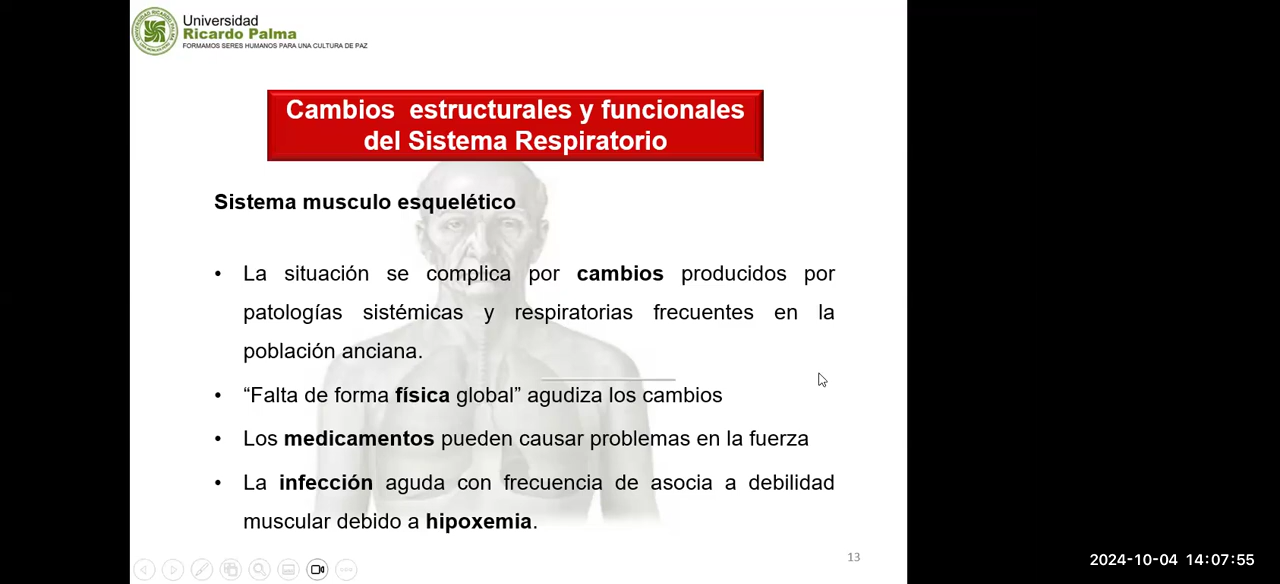 Universidad
Ricardo Palma
FORMAMOS SERES HUMANOS PARA UNA CULTURA DE PAZ
Cambios estructurales y funcionales
del Sistema Respiratorio
Sistema musculo esquelético
• La situación se complica por cambios producidos por
patologías sistémicas y respiratorias frecuentes en la
población anciana.
• “Falta de forma física global” agudiza los cambios
• Los medicamentos pueden causar problemas en la fuerza
• La infección aguda con frecuencia de asocia a debilidad
muscular debido a hipoxemia.
13
2024-10-04 14:07:55